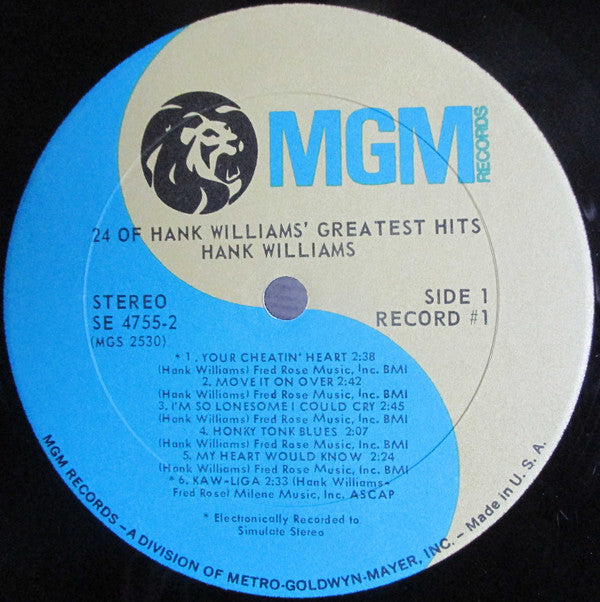 MGM
RECORDS
24 OF HANK WILLIAMS' GREATEST HITS
HANK WILLIAMS
STEREO
SE 4755-2
(MGS 2530)
SIDE 1
RECORD #1
* 1. YOUR CHEATIN' HEART 2:38
(Hank Williams) Fred Rose Music, Inc. BMI
2. MOVE IT ON OVER 2:42
(Hank Williams) Fred Rose Music, Inc. BMI
3. I'M SO LONESOME I COULD CRY 2:45
(Hank Williams) Fred Rose Music, Inc. BMI
4. HONKY TONK BLUES 2:07
(Hank Williams) Fred Rose Music, Inc. BMI
5. MY HEART WOULD KNOW 2:24
(Hank Williams) Fred Rose Music, Inc. BMI
* 6. KAW-LIGA 2:33 (Hank Williams-
Fred Rose) Milene Music, Inc. ASCAP
* Electronically Recorded to
Simulate Stereo
MGM RECORDS - A DIVISION OF METRO-GOLDWYN-MAYER, INC. - Made in U. S. A.